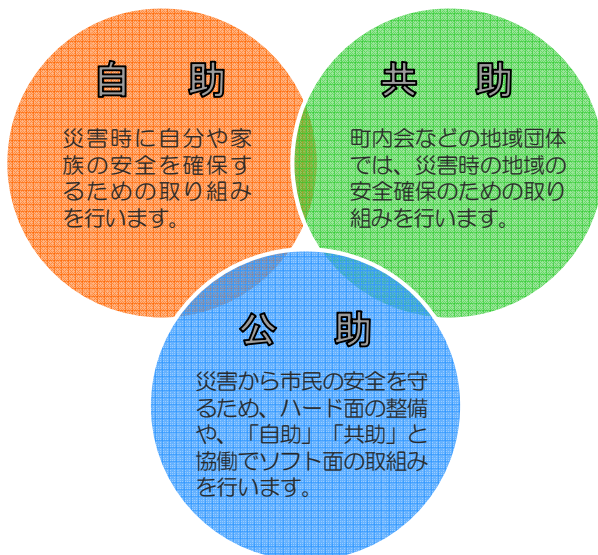 自　助
災害時に自分や家
族の安全を確保す
るための取り組み
を行います。
共　助
町内会などの地域団体
では、災害時の地域の
安全確保のための取り
組みを行います。
公　助
災害から市民の安全を守
るため、ハード面の整備
や、「自助」「共助」と
協働でソフト面の取組み
を行います。